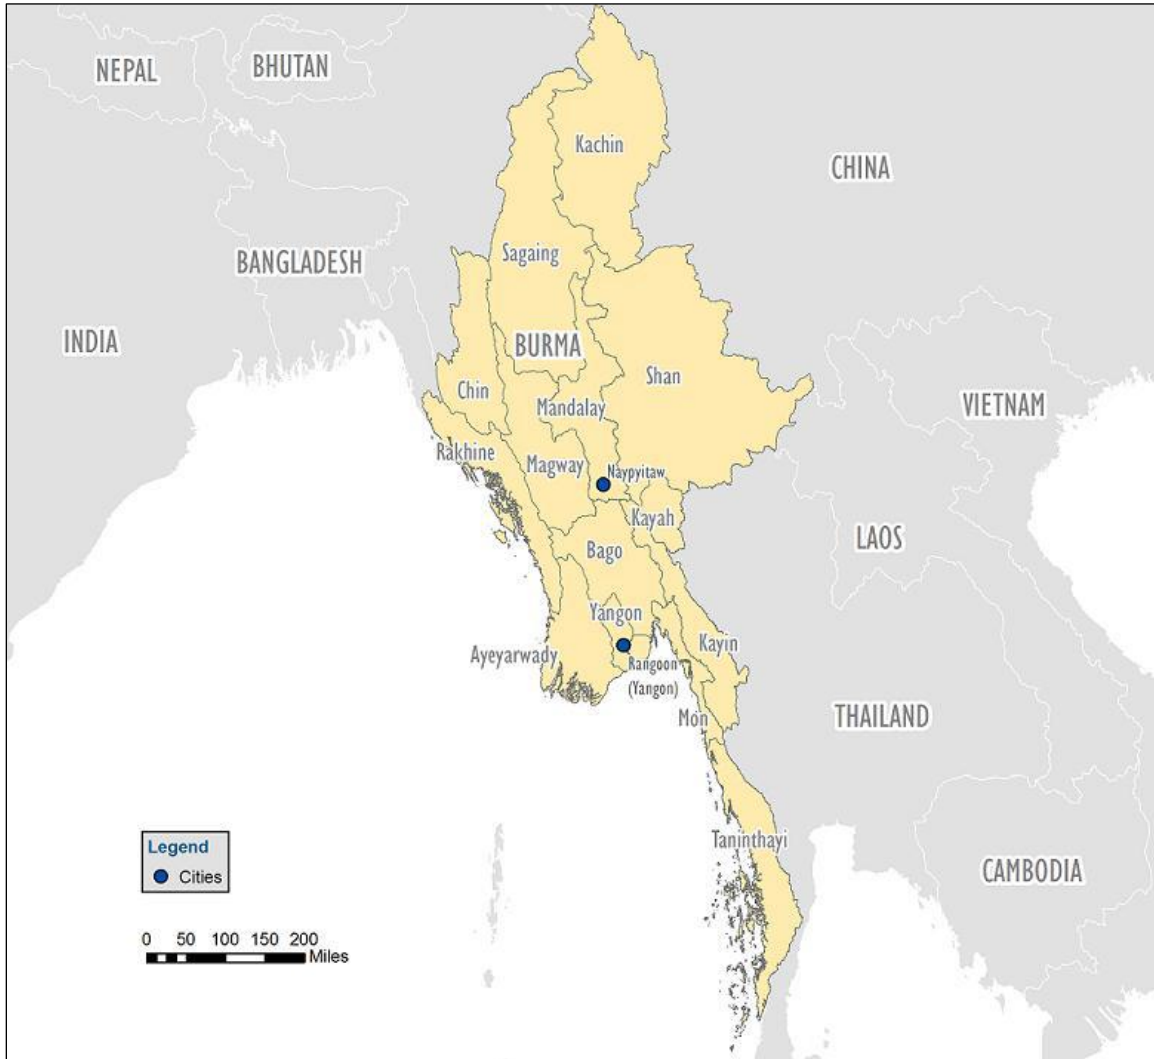 NEPAL
BHUTAN
Kachin
CHINA
Sagaing
BANGLADESH
INDIA
BURMA
Shan
Chin
VIETNAM
Mandalay
Rakhine
Magway
Naypyitaw
Kayah
LAOS
Bago
Yangon
Kayin
Ayeyarwady
Rangoon
(Yangon)
Mon
THAILAND
Taninthayi
Legend
Cities
CAMBODIA
0 50 100 150 200
Miles